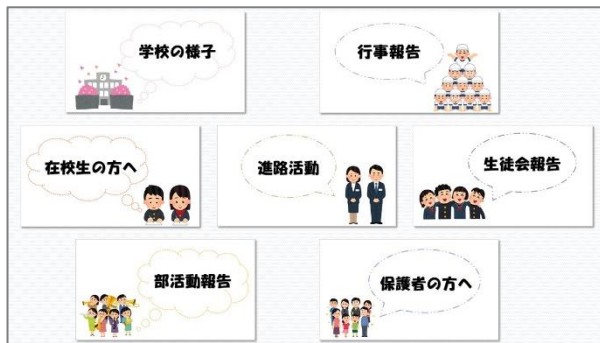 学校の様子
行事報告
在校生の方へ
進路活動
生徒会報告
部活動報告
保護者の方へ